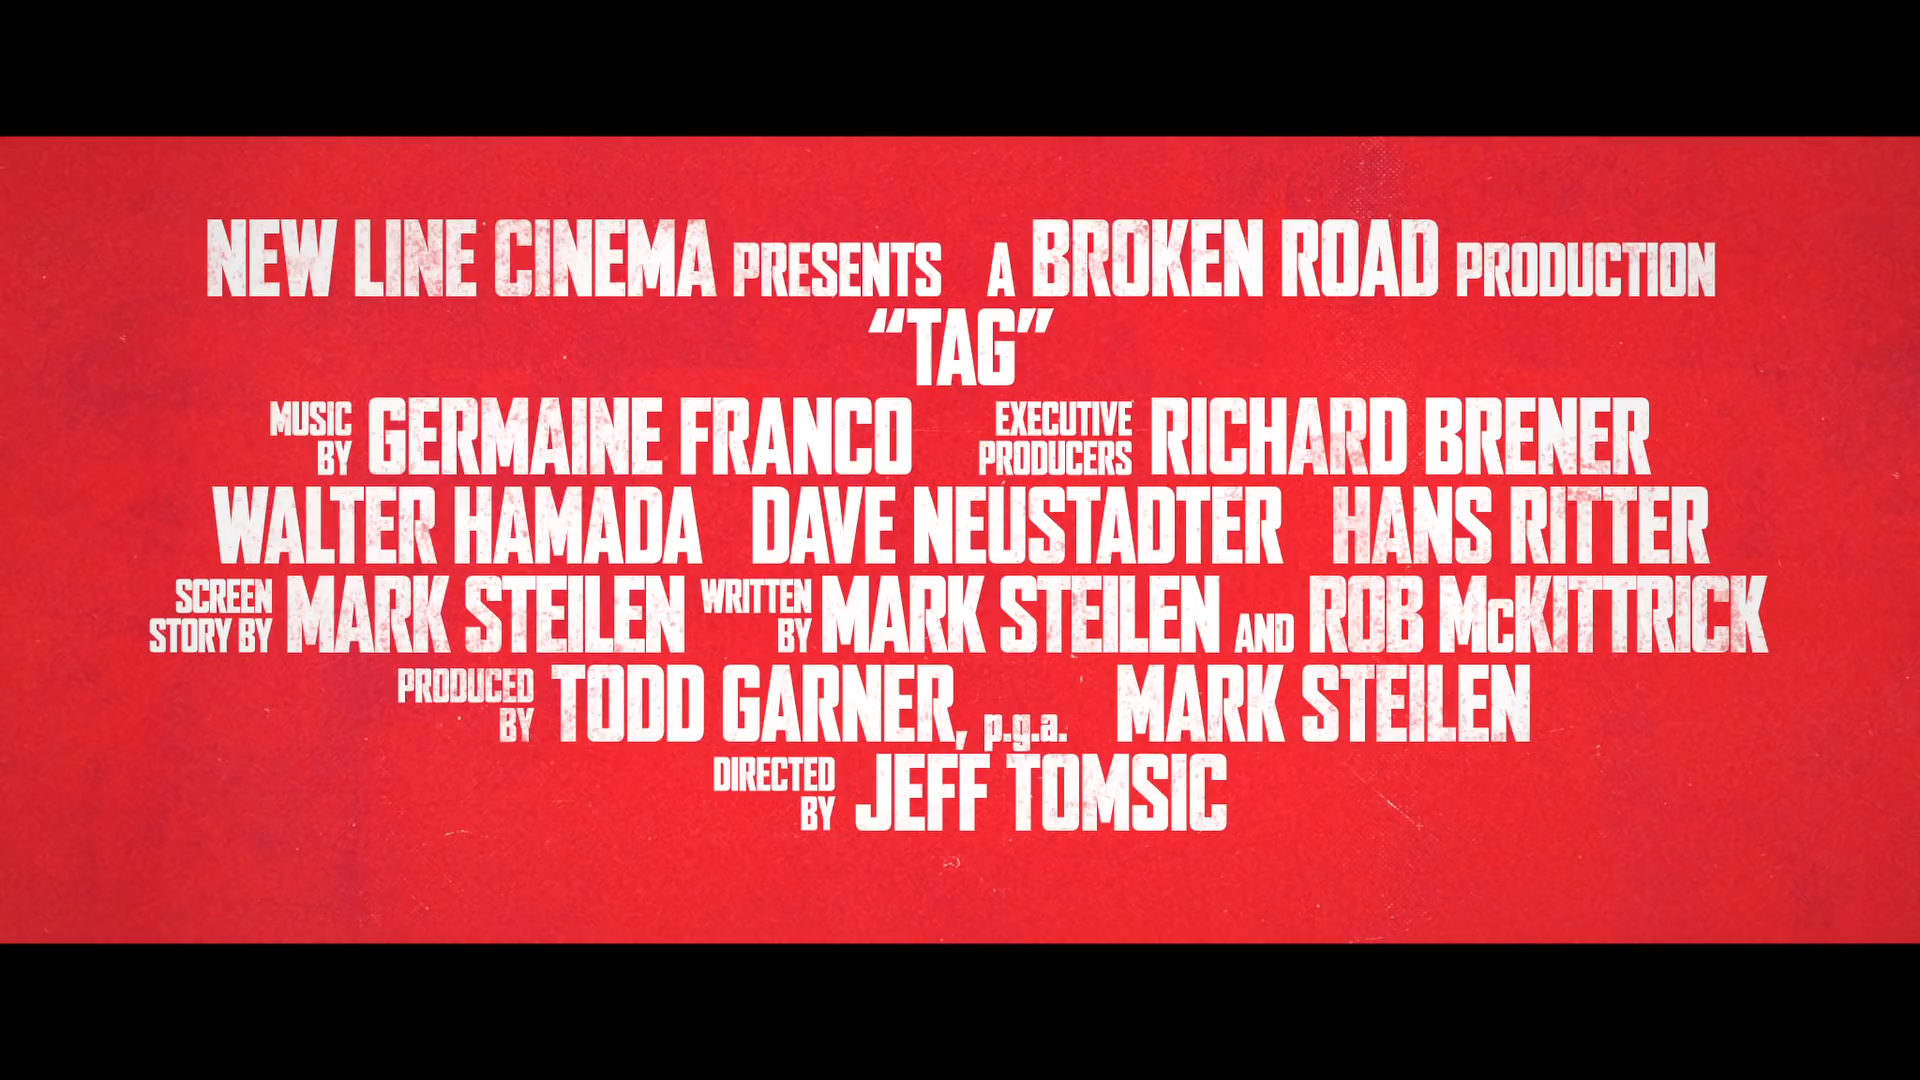 NEW LINE CINEMA PRESENTS A BROKEN ROAD PRODUCTION
“TAG”
MUSIC BY GERMAINE FRANCO EXECUTIVE PRODUCERS RICHARD BRENER
WALTER HAMADA DAVE NEUSTADTER HANS RITTER
SCREEN STORY BY MARK STEILEN WRITTEN BY MARK STEILEN AND ROB McKITTRICK
PRODUCED BY TODD GARNER, p.g.a. MARK STEILEN
DIRECTED BY JEFF TOMSIC